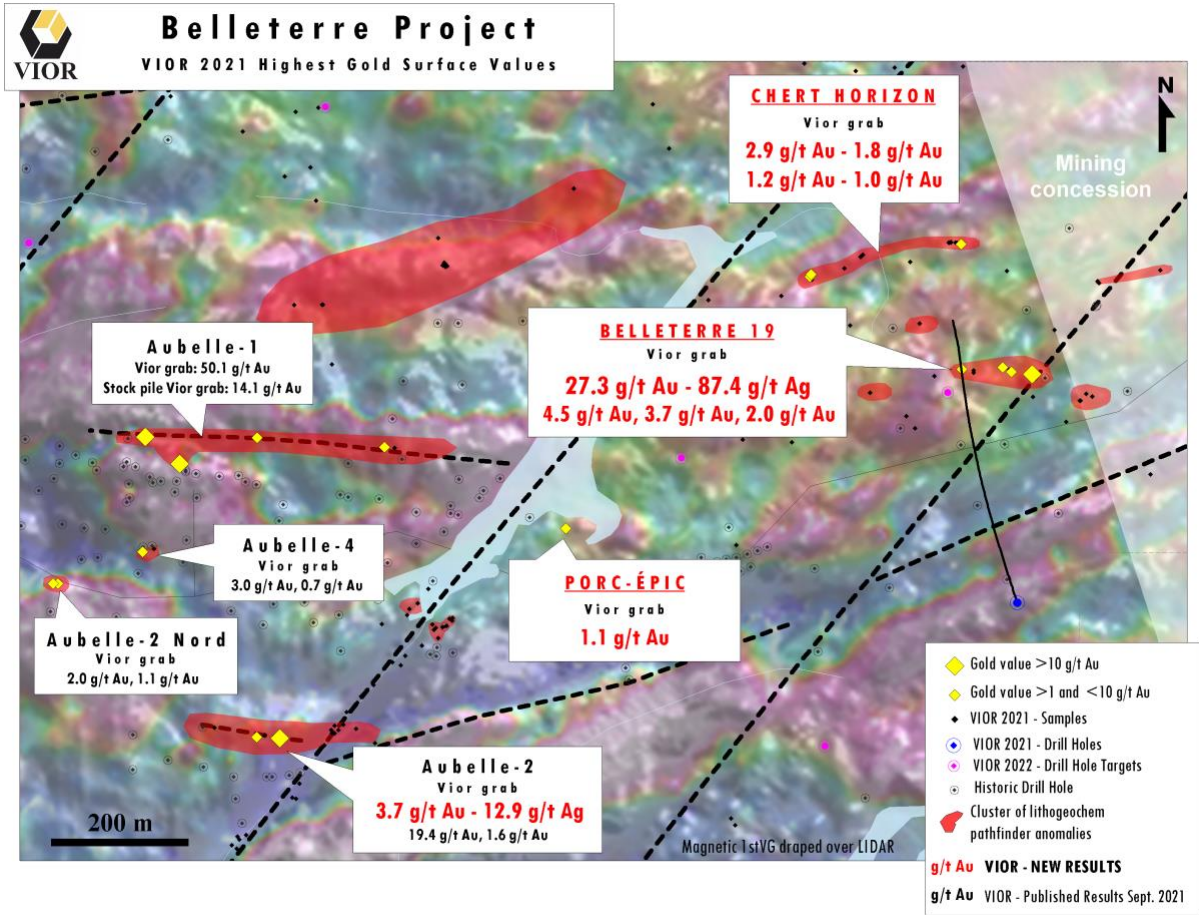 Belleterre Project
VIOR 2021 Highest Gold Surface Values
VIOR
N
CHERT HORIZON
Vior grab
2.9 g/t Au - 1.8 g/t Au
1.2 g/t Au - 1.0 g/t Au
Mining
concession
BELLETERRE 19
Vior grab
27.3 g/t Au - 87.4 g/t Ag
4.5 g/t Au, 3.7 g/t Au, 2.0 g/t Au
Aubelle-1
Vior grab: 50.1 g/t Au
Stock pile Vior grab: 14.1 g/t Au
Aubelle-4
Vior grab
3.0 g/t Au, 0.7 g/t Au
PORC-ÉPIC
Vior grab
1.1 g/t Au
Aubelle-2 Nord
Vior grab
2.0 g/t Au, 1.1 g/t Au
Aubelle-2
Vior grab
3.7 g/t Au - 12.9 g/t Ag
19.4 g/t Au, 1.6 g/t Au
200 m
Magnetic 1stVG draped over LIDAR
Gold value >10 g/t Au
Gold value >1 and <10 g/t Au
VIOR 2021 - Samples
VIOR 2021 - Drill Holes
VIOR 2022 - Drill Hole Targets
Historic Drill Hole
Cluster of lithogeochem
pathfinder anomalies
g/t Au VIOR - NEW RESULTS
g/t Au VIOR - Published Results Sept. 2021